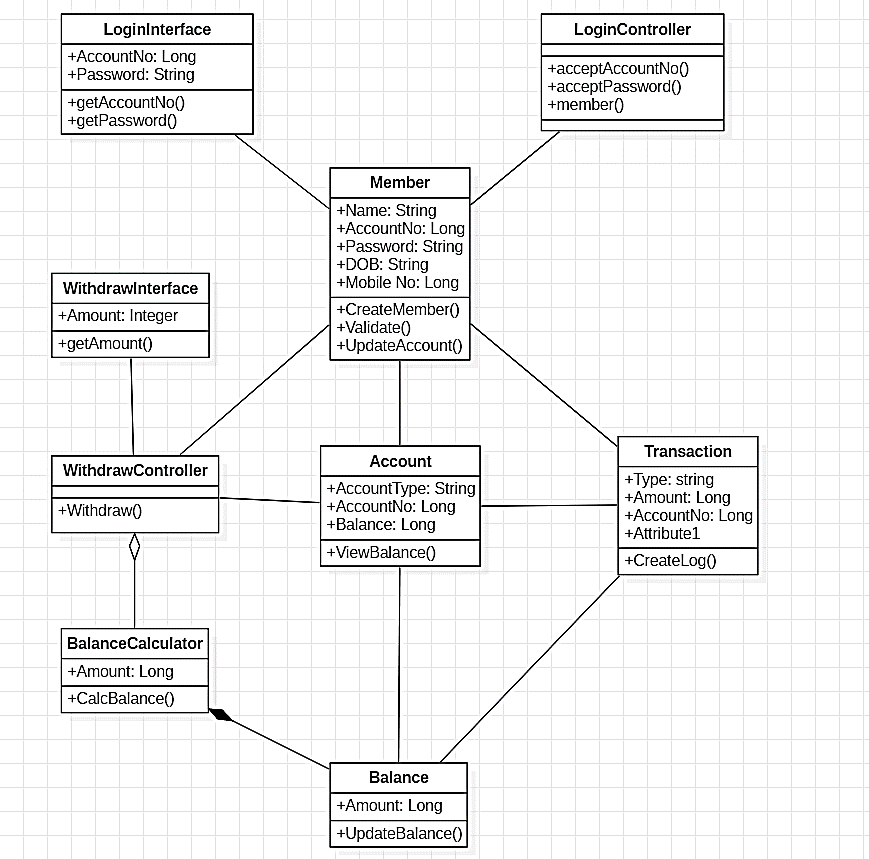 LoginInterface
+AccountNo: Long
+Password: String
+getAccountNo()
+getPassword()
LoginController
+acceptAccountNo()
+acceptPassword()
+member()
Member
+Name: String
+AccountNo: Long
+Password: String
+DOB: String
+Mobile No: Long
+CreateMember()
+Validate()
+UpdateAccount()
WithdrawInterface
+Amount: Integer
+getAmount()
WithdrawController
+Withdraw()
Account
+AccountType: String
+AccountNo: Long
+Balance: Long
+ViewBalance()
Transaction
+Type: string
+Amount: Long
+AccountNo: Long
+Attribute1
+CreateLog()
BalanceCalculator
+Amount: Long
+CalcBalance()
Balance
+Amount: Long
+UpdateBalance()